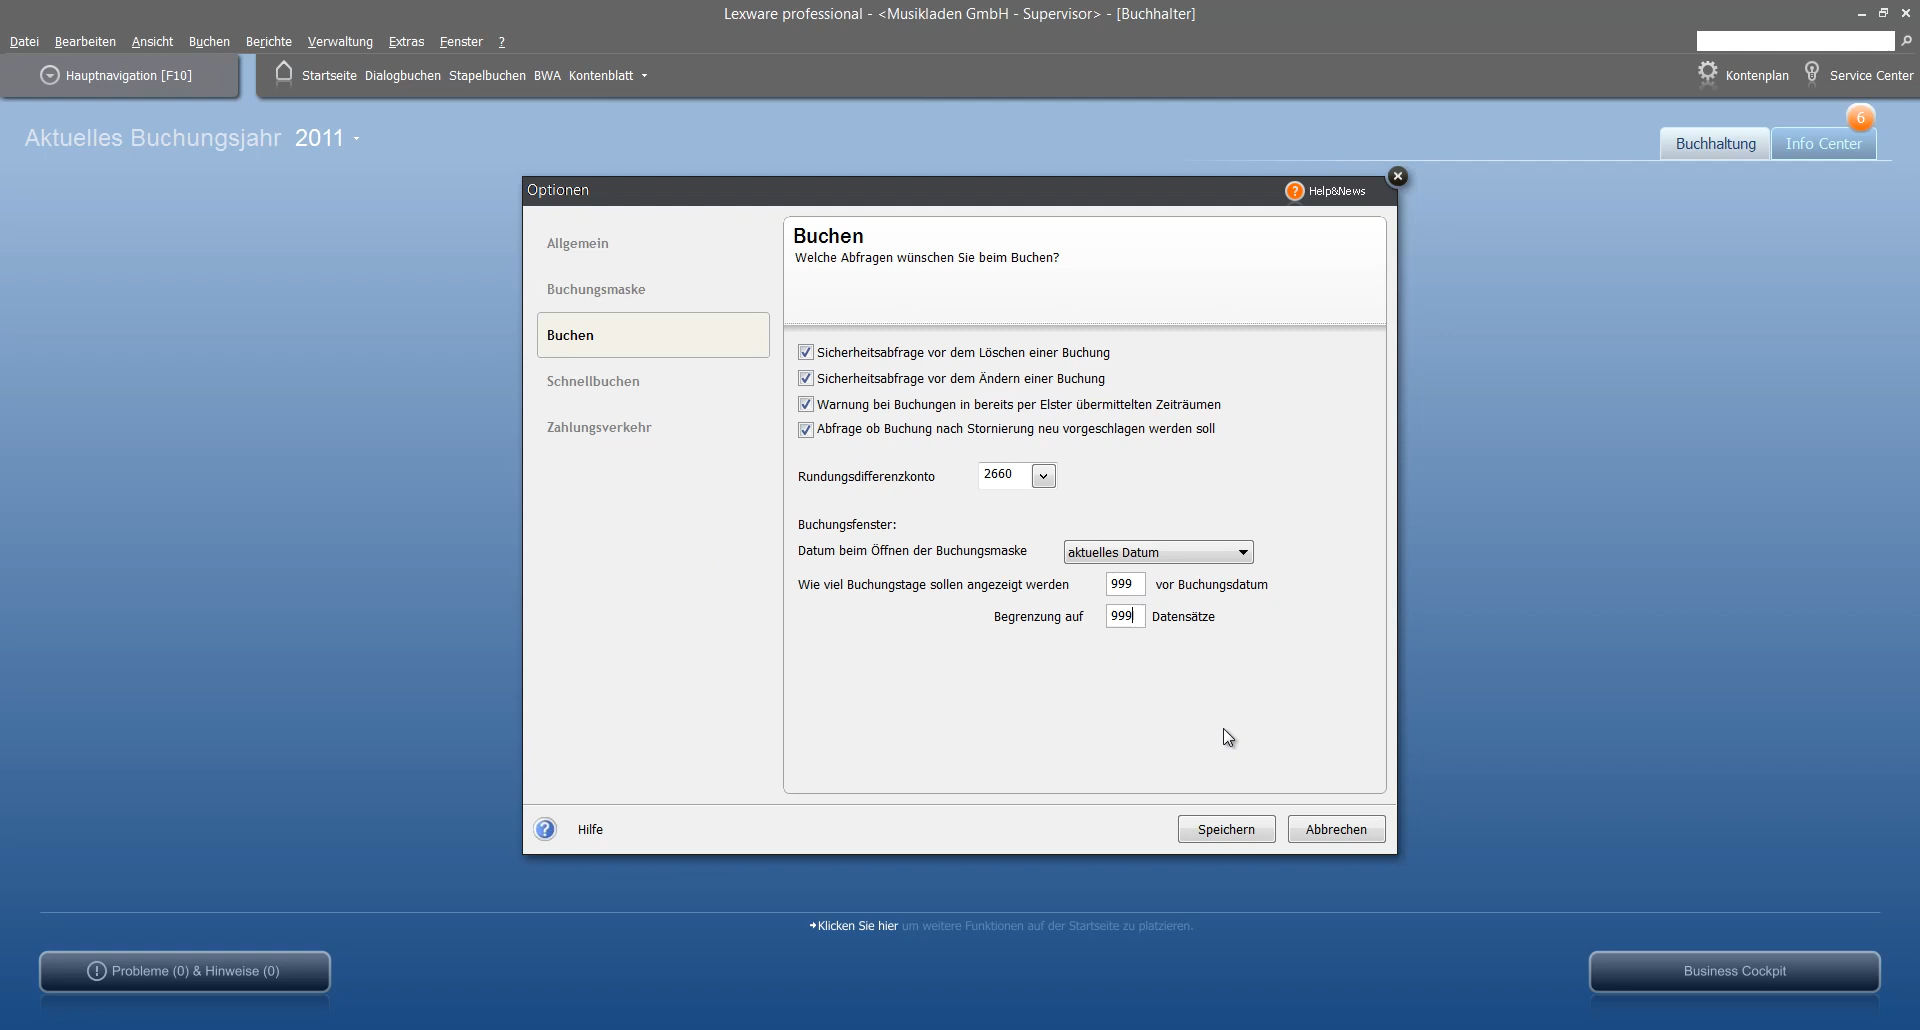 Lexware professional - <Musikladen GmbH - Supervisor> - [Buchhalter]
Datei Bearbeiten Ansicht Buchen Berichte Verwaltung Extras Fenster ?
Hauptnavigation [F10] Startseite Dialogbuchen Stapelbuchen BWA Kontenblatt Kontenplan Service Center
6
Aktuelles Buchungsjahr 2011
Buchhaltung Info Center
Optionen ? Help&News
Allgemein
Buchungsmaske
Buchen
Schnellbuchen
Zahlungsverkehr
Buchen
Welche Abfragen wünschen Sie beim Buchen?
Sicherheitsabfrage vor dem Löschen einer Buchung
Sicherheitsabfrage vor dem Ändern einer Buchung
Warnung bei Buchungen in bereits per Elster übermittelten Zeiträumen
Abfrage ob Buchung nach Stornierung neu vorgeschlagen werden soll
Rundungsdifferenzkonto 2660
Buchungsfenster:
Datum beim Öffnen der Buchungsmaske aktuelles Datum
Wie viel Buchungstage sollen angezeigt werden 999 vor Buchungsdatum
Begrenzung auf 999 Datensätze
? Hilfe Speichern Abbrechen
Klicken Sie hier um weitere Funktionen auf der Startseite zu platzieren.
! Probleme (0) & Hinweise (0) Business Cockpit